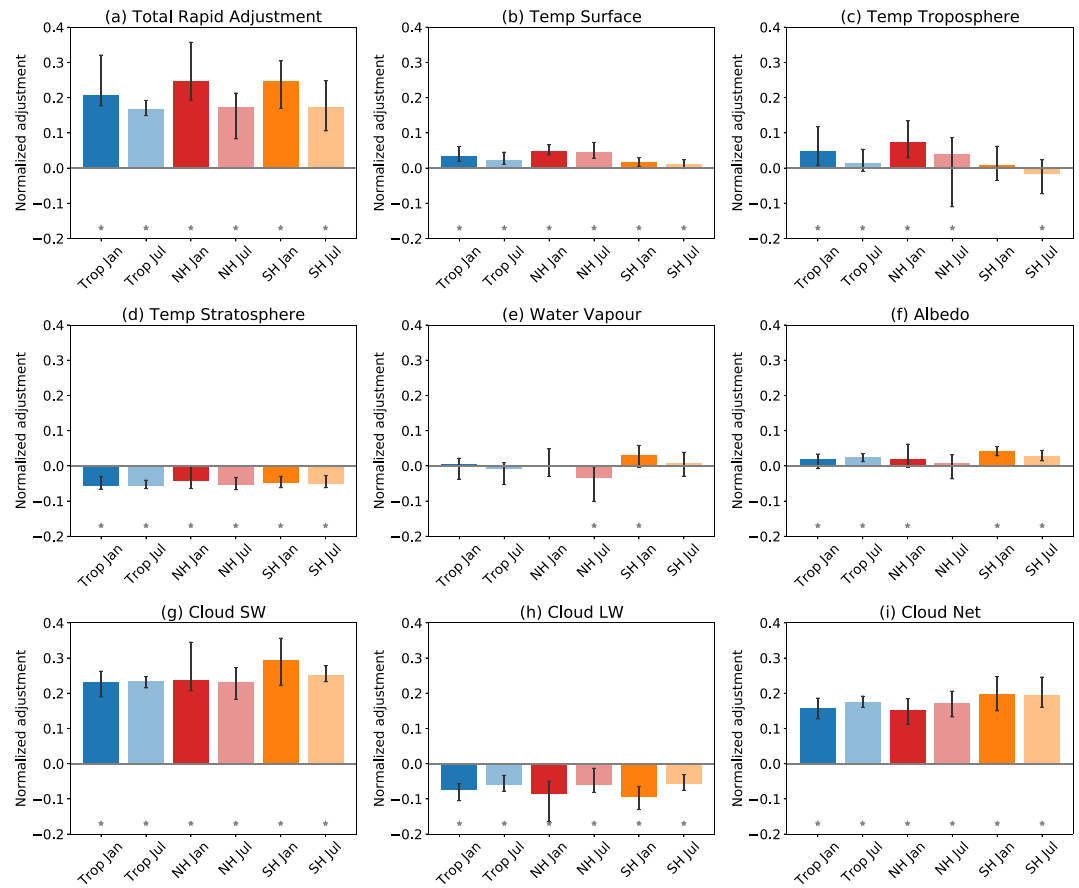 (a) Total Rapid Adjustment
Normalized adjustment
0.4
0.3
0.2
0.1
0.0
−0.1
−0.2
* * * * * *
Trop Jan
Trop Jul
NH Jan
NH Jul
SH Jan
SH Jul
(b) Temp Surface
Normalized adjustment
0.4
0.3
0.2
0.1
0.0
−0.1
−0.2
* * * * * *
Trop Jan
Trop Jul
NH Jan
NH Jul
SH Jan
SH Jul
(c) Temp Troposphere
Normalized adjustment
0.4
0.3
0.2
0.1
0.0
−0.1
−0.2
* * * * *
Trop Jan
Trop Jul
NH Jan
NH Jul
SH Jan
SH Jul
(d) Temp Stratosphere
Normalized adjustment
0.4
0.3
0.2
0.1
0.0
−0.1
−0.2
* * * * * *
Trop Jan
Trop Jul
NH Jan
NH Jul
SH Jan
SH Jul
(e) Water Vapour
Normalized adjustment
0.4
0.3
0.2
0.1
0.0
−0.1
−0.2
* *
Trop Jan
Trop Jul
NH Jan
NH Jul
SH Jan
SH Jul
(f) Albedo
Normalized adjustment
0.4
0.3
0.2
0.1
0.0
−0.1
−0.2
* * * * *
Trop Jan
Trop Jul
NH Jan
NH Jul
SH Jan
SH Jul
(g) Cloud SW
Normalized adjustment
0.4
0.3
0.2
0.1
0.0
−0.1
−0.2
* * * * * *
Trop Jan
Trop Jul
NH Jan
NH Jul
SH Jan
SH Jul
(h) Cloud LW
Normalized adjustment
0.4
0.3
0.2
0.1
0.0
−0.1
−0.2
* * * * * *
Trop Jan
Trop Jul
NH Jan
NH Jul
SH Jan
SH Jul
(i) Cloud Net
Normalized adjustment
0.4
0.3
0.2
0.1
0.0
−0.1
−0.2
* * * * * *
Trop Jan
Trop Jul
NH Jan
NH Jul
SH Jan
SH Jul